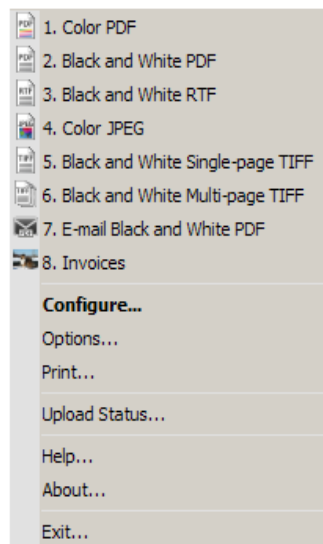 1. Color PDF
2. Black and White PDF
3. Black and White RTF
4. Color JPEG
5. Black and White Single-page TIFF
6. Black and White Multi-page TIFF
7. E-mail Black and White PDF
8. Invoices
Configure...
Options...
Print...
Upload Status...
Help...
About...
Exit...